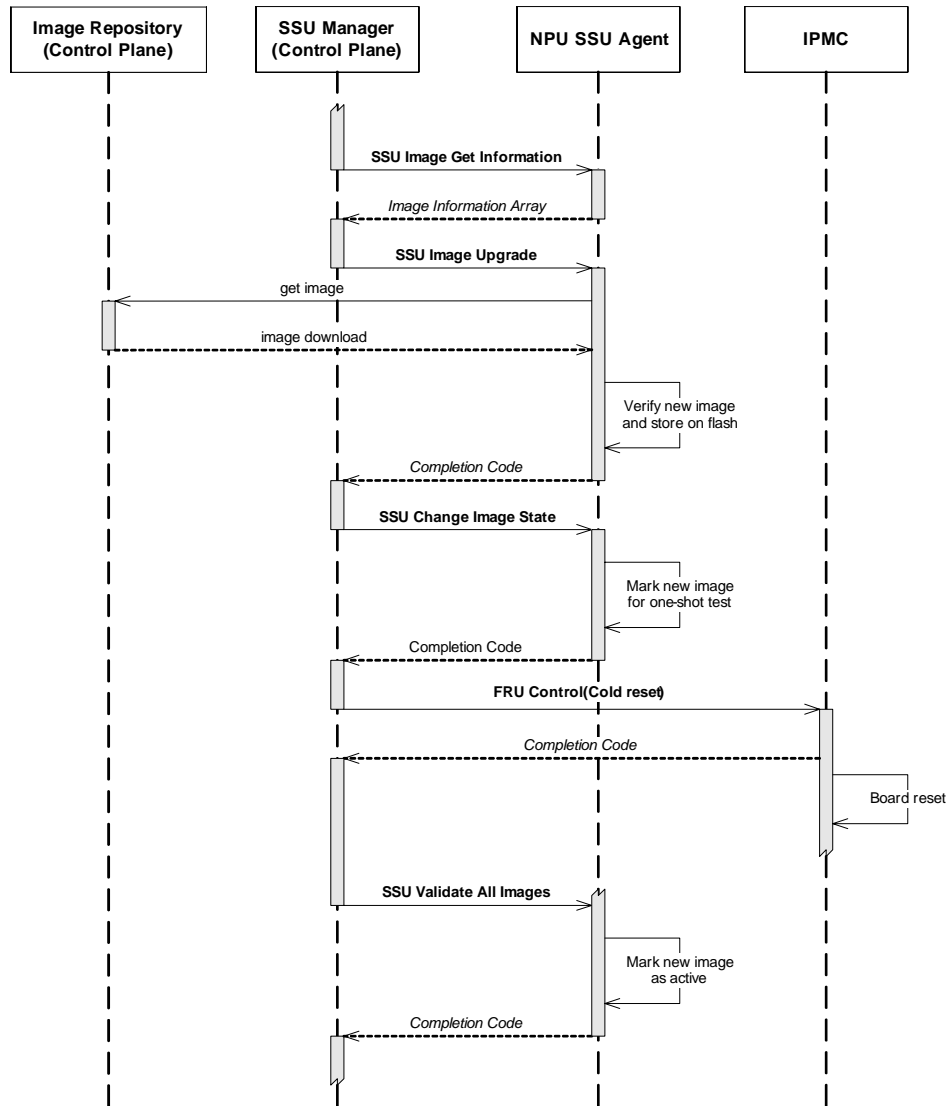 Image Repository
(Control Plane)
SSU Manager
(Control Plane)
NPU SSU Agent
IPMC
SSU Image Get Information
Image Information Array
SSU Image Upgrade
get image
image download
Verify new image
and store on flash
Completion Code
SSU Change Image State
Mark new image
for one-shot test
Completion Code
FRU Control(Cold reset)
Completion Code
Board reset
SSU Validate All Images
Mark new image
as active
Completion Code